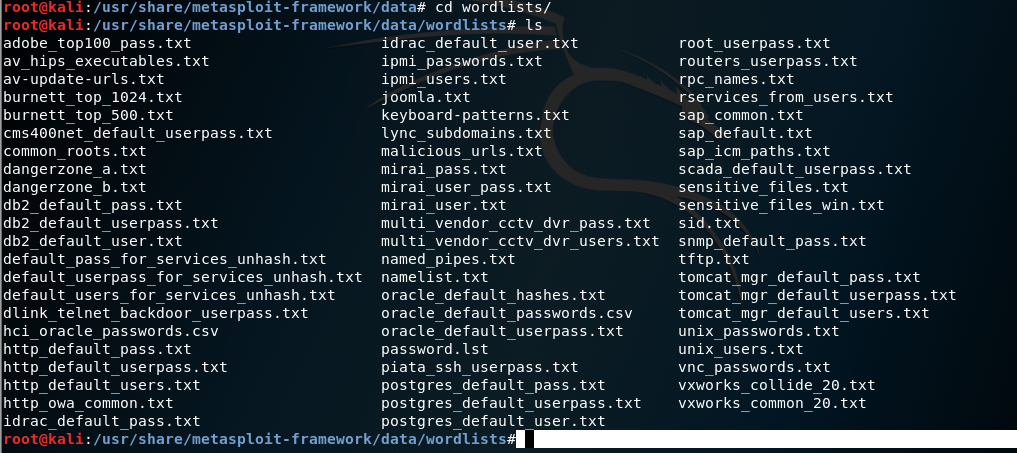 root@kali:/usr/share/metasploit-framework/data# cd wordlists/
root@kali:/usr/share/metasploit-framework/data/wordlists# ls
adobe_top100_pass.txt idrac_default_user.txt root_userpass.txt
av_hips_executables.txt ipmi_passwords.txt routers_userpass.txt
av-update-urls.txt ipmi_users.txt rpc_names.txt
burnett_top_1024.txt joomla.txt rservices_from_users.txt
burnett_top_500.txt keyboard-patterns.txt sap_common.txt
cms400net_default_userpass.txt lync_subdomains.txt sap_default.txt
common_roots.txt malicious_urls.txt sap_icm_paths.txt
dangerzone_a.txt mirai_pass.txt scada_default_userpass.txt
dangerzone_b.txt mirai_user_pass.txt sensitive_files.txt
db2_default_pass.txt mirai_user.txt sensitive_files_win.txt
db2_default_userpass.txt multi_vendor_cctv_dvr_pass.txt sid.txt
db2_default_user.txt multi_vendor_cctv_dvr_users.txt snmp_default_pass.txt
default_pass_for_services_unhash.txt named_pipes.txt tftp.txt
default_userpass_for_services_unhash.txt namelist.txt tomcat_mgr_default_pass.txt
default_users_for_services_unhash.txt oracle_default_hashes.txt tomcat_mgr_default_userpass.txt
dlink_telnet_backdoor_userpass.txt oracle_default_passwords.csv tomcat_mgr_default_users.txt
hci_oracle_passwords.csv oracle_default_userpass.txt unix_passwords.txt
http_default_pass.txt password.lst unix_users.txt
http_default_userpass.txt piata_ssh_userpass.txt vnc_passwords.txt
http_default_users.txt postgres_default_pass.txt vxworks_collide_20.txt
http_owa_common.txt postgres_default_userpass.txt vxworks_common_20.txt
idrac_default_pass.txt postgres_default_user.txt
root@kali:/usr/share/metasploit-framework/data/wordlists#